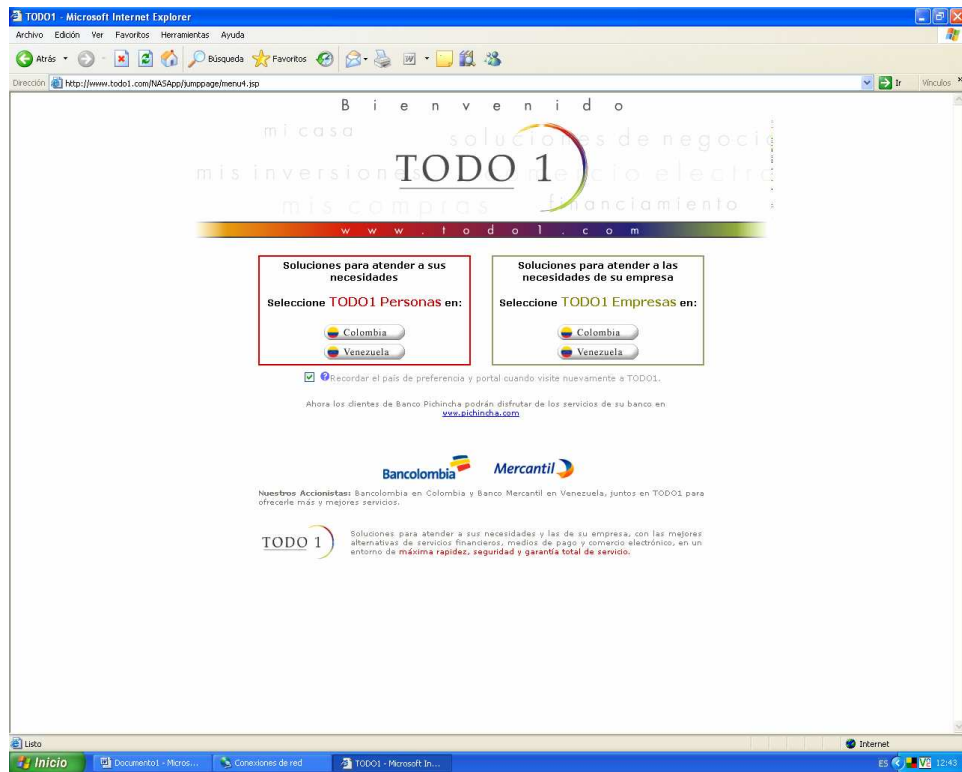 TODO1 - Microsoft Internet Explorer
Archivo Edición Ver Favoritos Herramientas Ayuda
Atrás Búsqueda Favoritos
Dirección http://www.todo1.com/NASApp/jumppage/menu4.jsp Ir Vínculos
Bienvenido
mi casa soluciones de negoci
mis inversiones comercio electro
TODO 1
mis compras financiamiento
www.todo1.com
Soluciones para atender a sus necesidades
Seleccione TODO1 Personas en:
Colombia
Venezuela
Soluciones para atender a las necesidades de su empresa
Seleccione TODO1 Empresas en:
Colombia
Venezuela
Recordar el país de preferencia y portal cuando visite nuevamente a TODO1.
Ahora los clientes de Banco Pichincha podrán disfrutar de los servicios de su banco en
www.pichincha.com
Bancolombia Mercantil
Nuestros Accionistas: Bancolombia en Colombia y Banco Mercantil en Venezuela, juntos en TODO1 para
ofrecerle más y mejores servicios.
TODO 1
Soluciones para atender a sus necesidades y las de su empresa, con las mejores
alternativas de servicios financieros, medios de pago y comercio electrónico, en un
entorno de máxima rapidez, seguridad y garantía total de servicio.
Listo Internet
Inicio Documento1 - Micros... Conexiones de red TODO1 - Microsoft In... ES 12:43